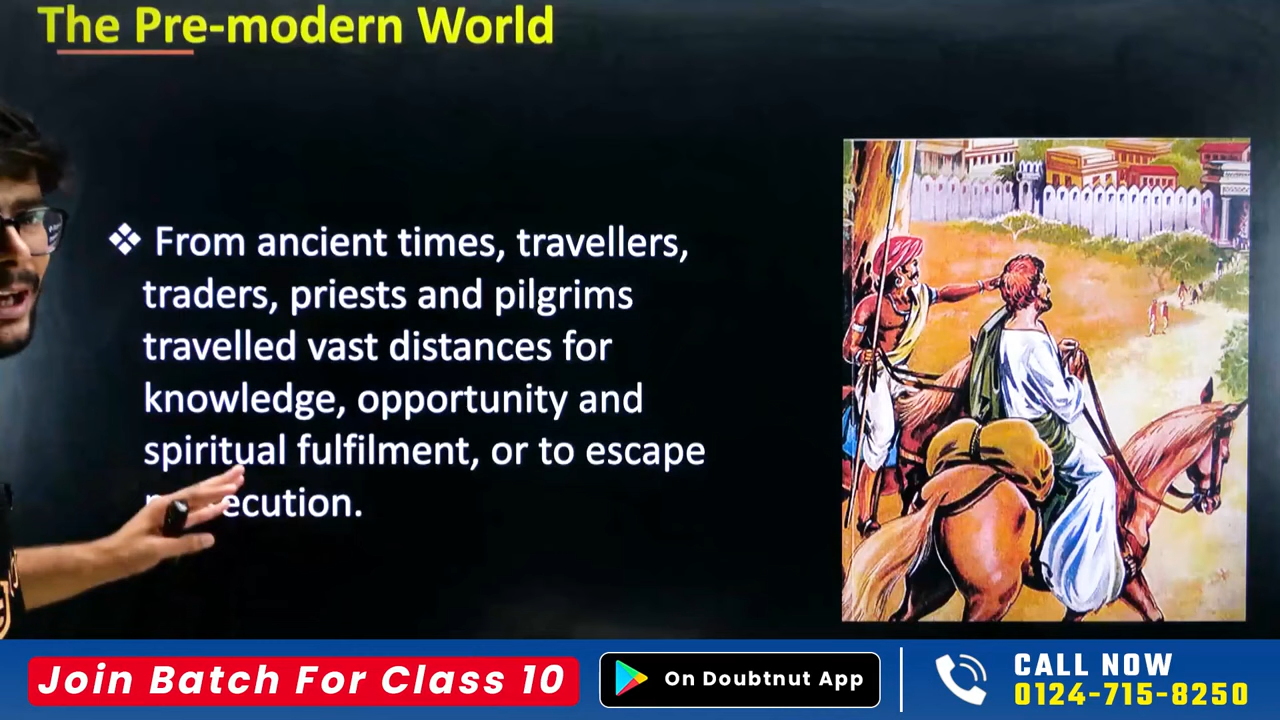 The Pre-modern World
❖ From ancient times, travellers,
traders, priests and pilgrims
travelled vast distances for
knowledge, opportunity and
spiritual fulfilment, or to escape
ecution.
Join Batch For Class 10
On Doubtnut App
CALL NOW
0124-715-8250